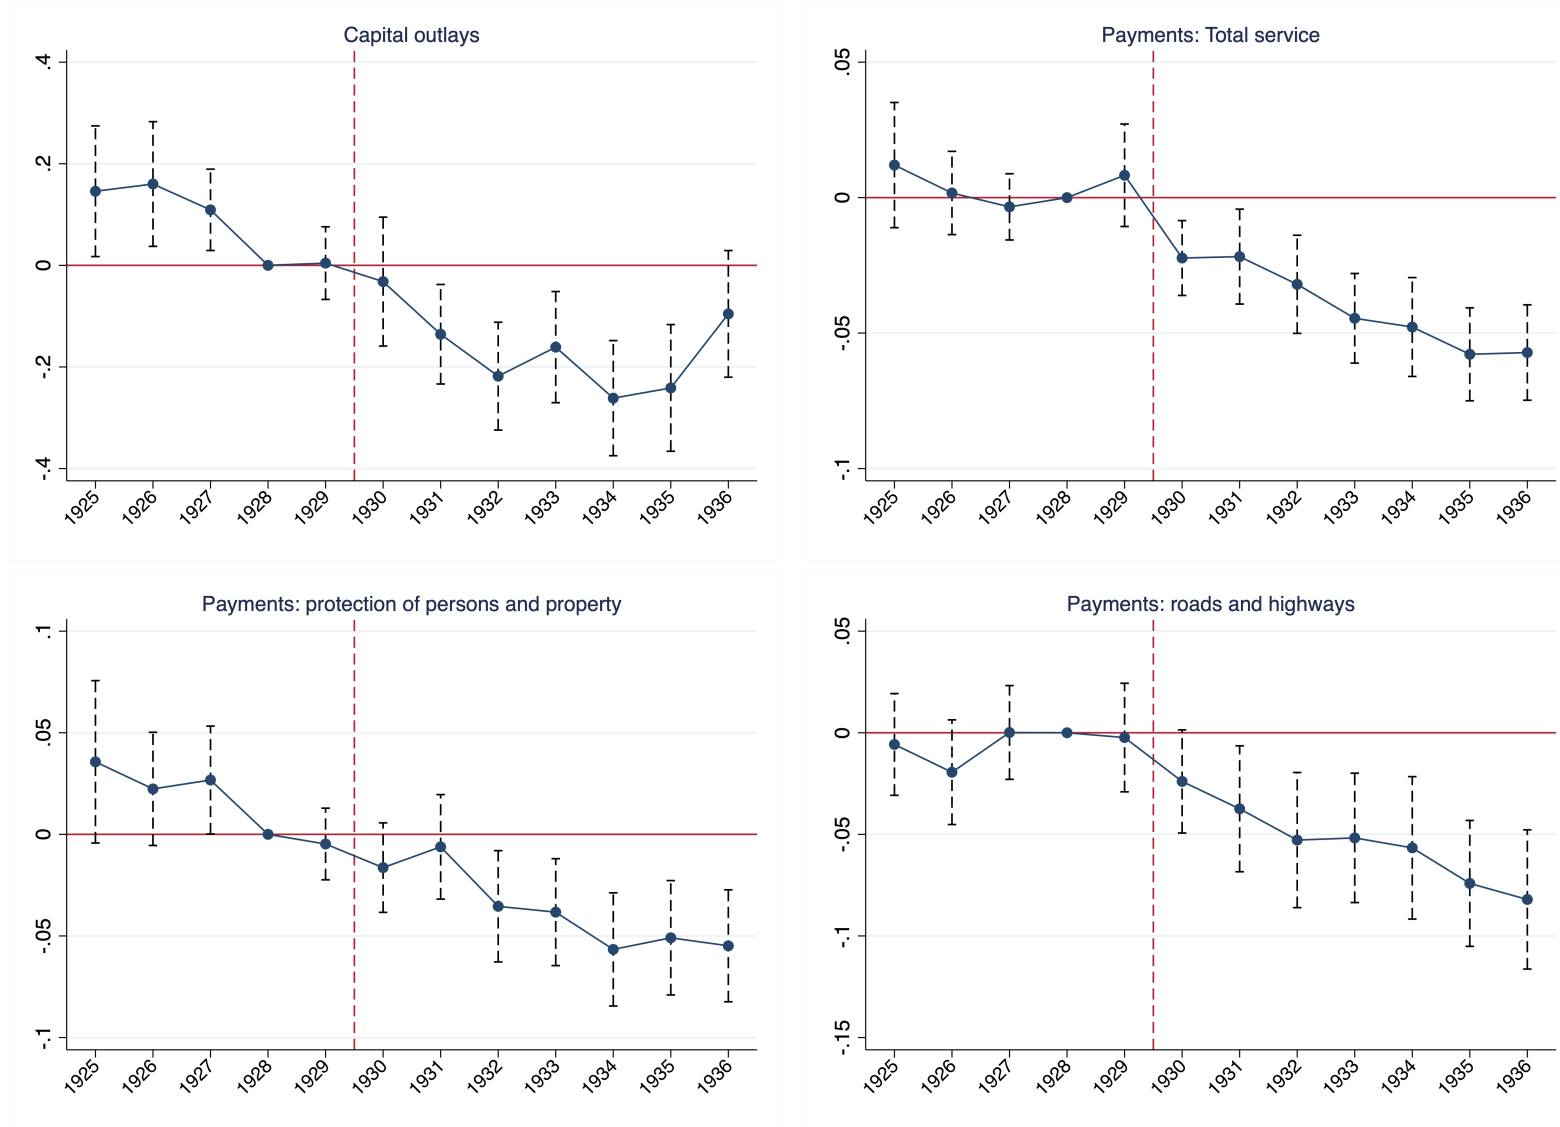 Capital outlays
.4
.2
0
-.2
-.4
1925 1926 1927 1928 1929 1930 1931 1932 1933 1934 1935 1936
Payments: Total service
.05
0
-.05
-.1
1925 1926 1927 1928 1929 1930 1931 1932 1933 1934 1935 1936
Payments: protection of persons and property
.1
.05
0
-.05
-.1
1925 1926 1927 1928 1929 1930 1931 1932 1933 1934 1935 1936
Payments: roads and highways
.05
0
-.05
-.1
-.15
1925 1926 1927 1928 1929 1930 1931 1932 1933 1934 1935 1936